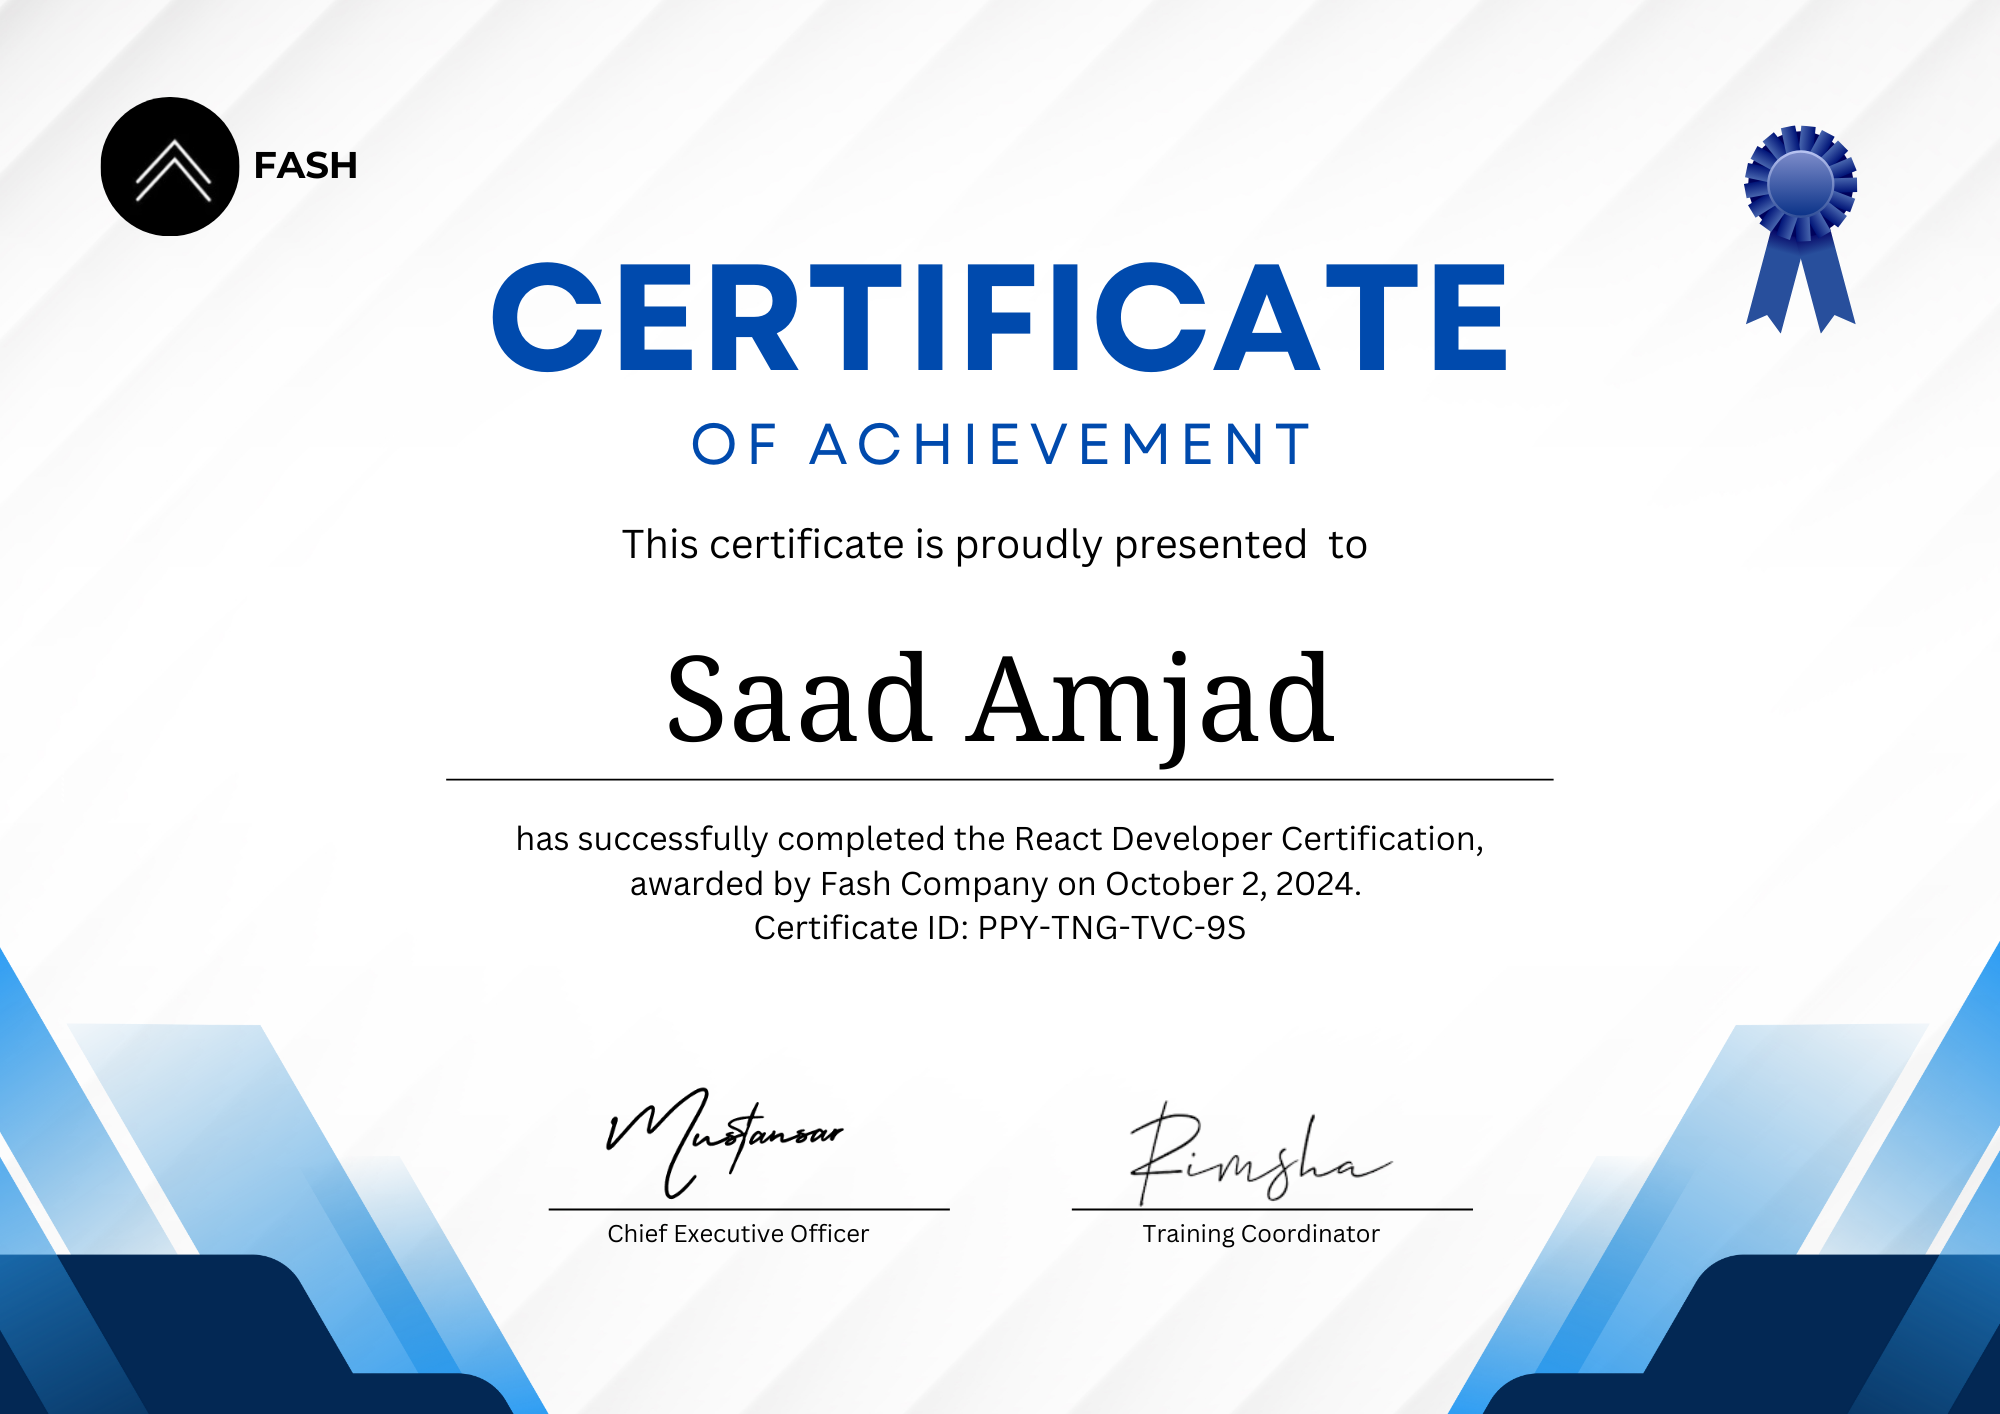 FASH
CERTIFICATE
OF ACHIEVEMENT
This certificate is proudly presented to
Saad Amjad
has successfully completed the React Developer Certification,
awarded by Fash Company on October 2, 2024.
Certificate ID: PPY-TNG-TVC-9S
Mustansar
Rimsha
Chief Executive Officer
Training Coordinator